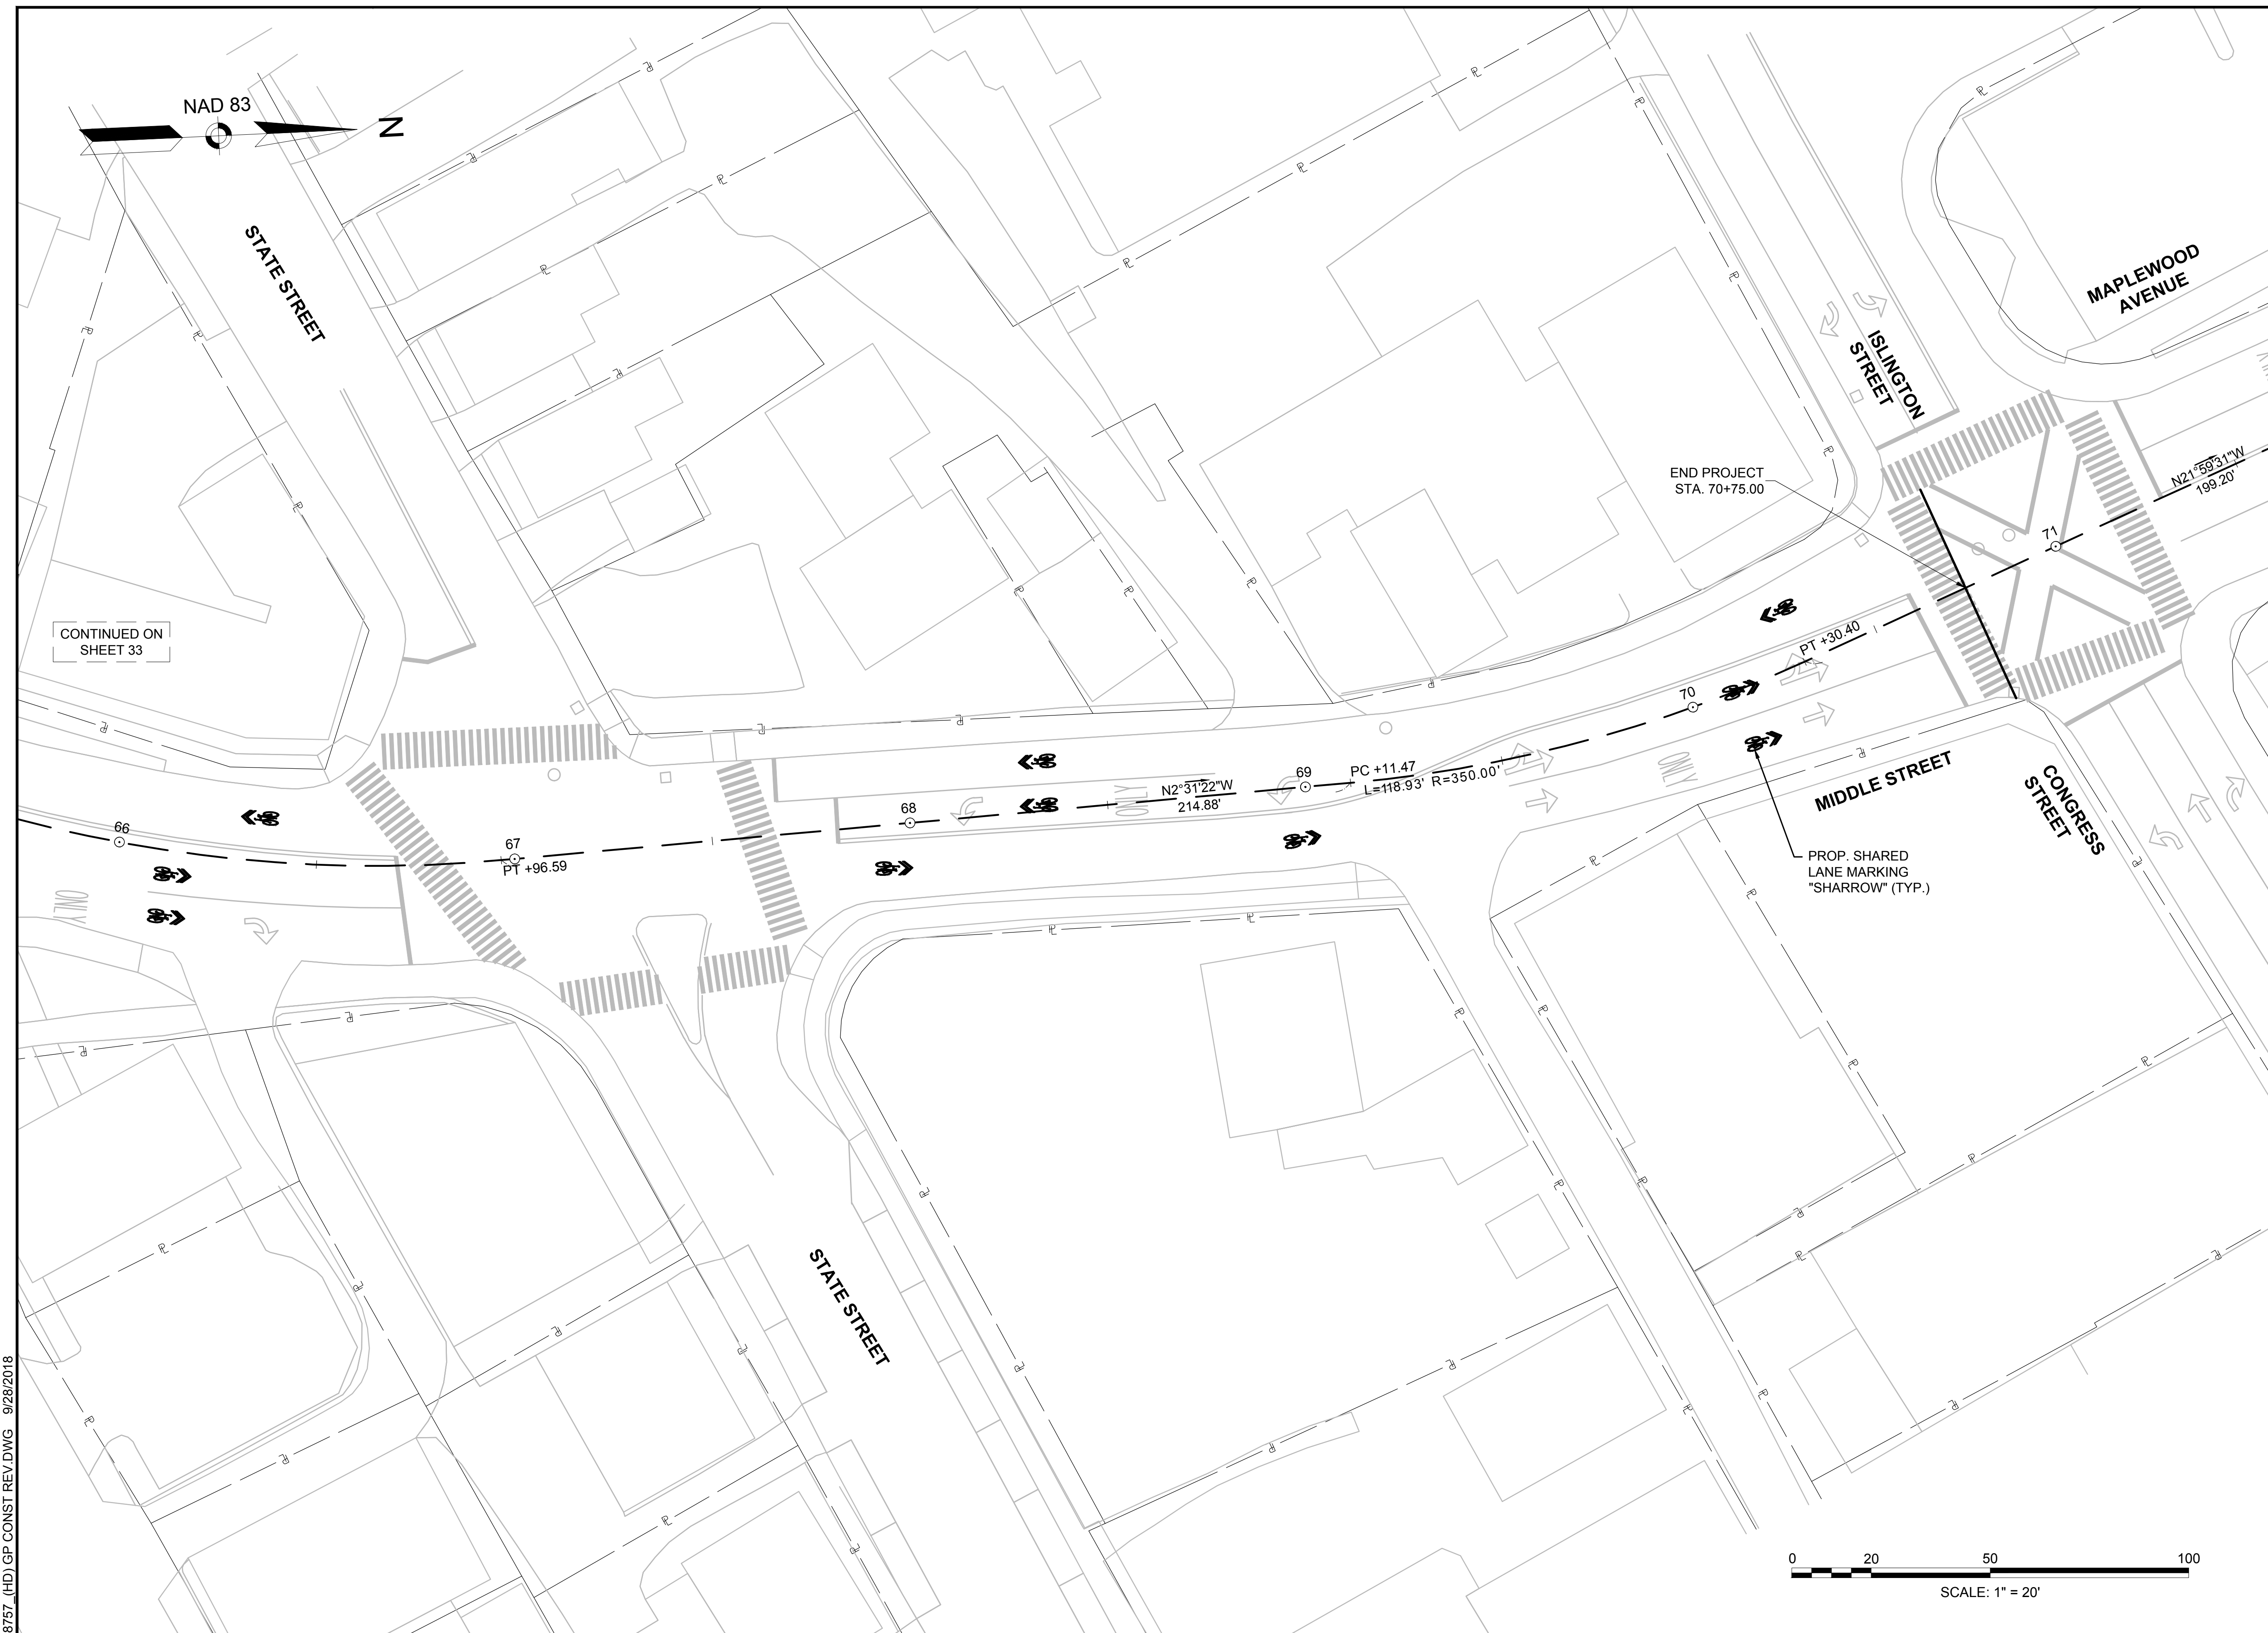 NAD 83
N
STATE STREET
MAPLEWOOD
AVENUE
ISLINGTON
STREET
END PROJECT
STA. 70+75.00
N21°59'31"W
199.20'
71
CONTINUED ON
SHEET 33
PT +30.40
70
69
PC +11.47
L=118.93' R=350.00'
N2°31'22"W
214.88'
ONLY
ONLY
68
67
PT +96.59
66
ONLY
MIDDLE STREET
CONGRESS
STREET
PROP. SHARED
LANE MARKING
"SHARROW" (TYP.)
STATE STREET
0 20 50 100
SCALE: 1" = 20'
8757_(HD) GP CONST REV.DWG 9/28/2018